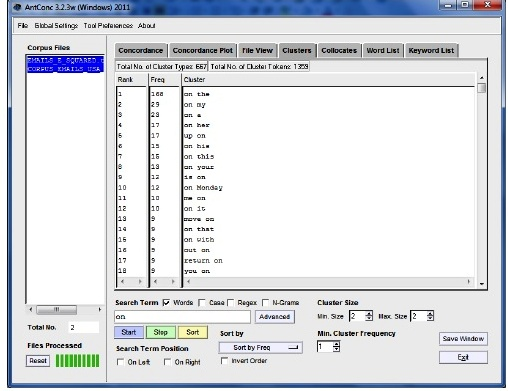 AntConc 3.2.3w (Windows) 2011
File Global Settings Tool Preferences About
Corpus Files
EMAILS_E_SQUARED.t
CORPUS_EMAILS_USA
Total No. 2
Files Processed
Reset
Concordance Concordance Plot File View Clusters Collocates Word List Keyword List
Total No. of Cluster Types: 667 Total No. of Cluster Tokens: 1359
Rank Freq Cluster
1 168 on the
2 29 on my
3 23 on a
4 17 on her
5 17 up on
6 15 on his
7 15 on this
8 13 on your
9 12 is on
10 12 on Monday
11 10 me on
12 10 on it
13 9 move on
14 9 on that
15 9 on with
16 9 out on
17 9 return on
18 9 you on
Search Term Words Case Regex N-Grams
on
Advanced
Start Stop Sort
Search Term Position
On Left On Right
Sort by
Sort by Freq
Invert Order
Cluster Size
Min. Size 2 Max. Size 2
Min. Cluster Frequency
1
Save Window
Exit